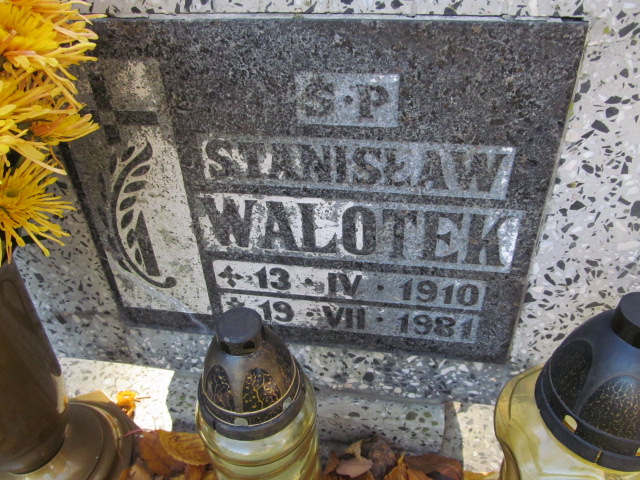 Ś·P
STANISŁAW
WALOTEK
✢ 13 · IV · 1910
✝ 19 · VII · 1981